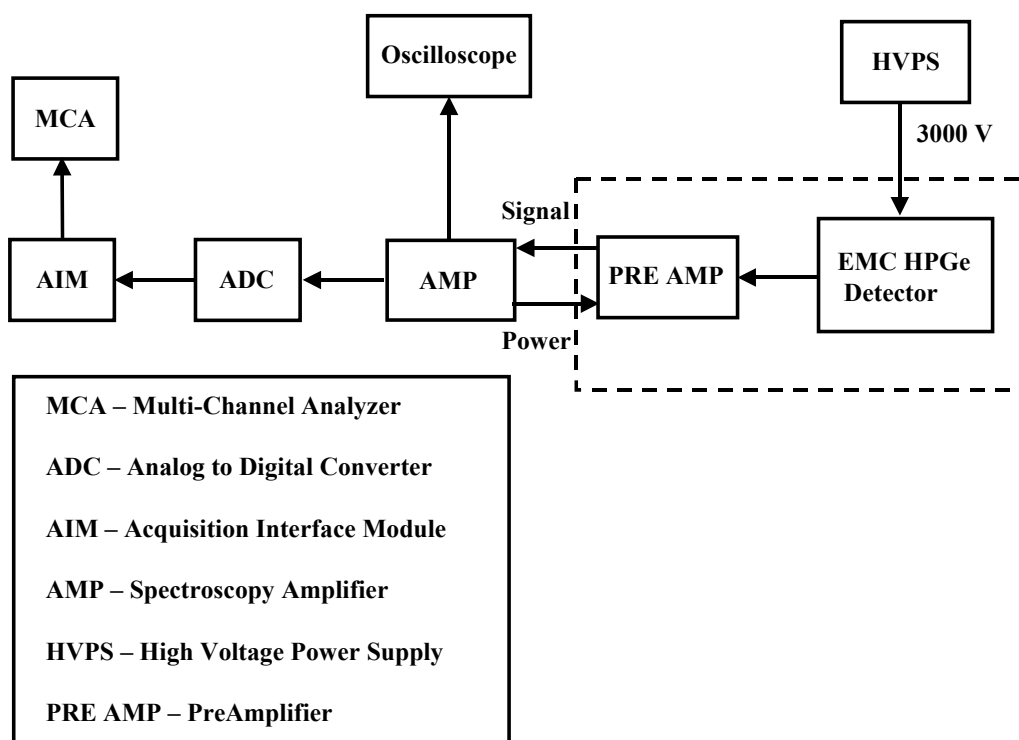 Oscilloscope
HVPS
MCA
3000 V
Signal
AIM
ADC
AMP
PRE AMP
EMC HPGe
Detector
Power
MCA – Multi-Channel Analyzer
ADC – Analog to Digital Converter
AIM – Acquisition Interface Module
AMP – Spectroscopy Amplifier
HVPS – High Voltage Power Supply
PRE AMP – PreAmplifier